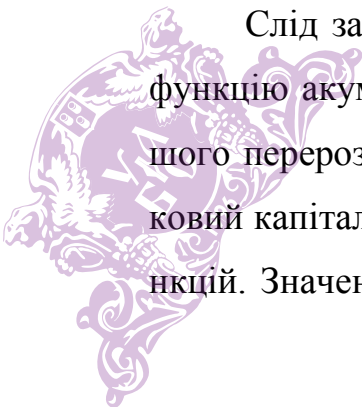 Слід за
функцію акум
шого перероз
ковий капітал
нкцій. Значен